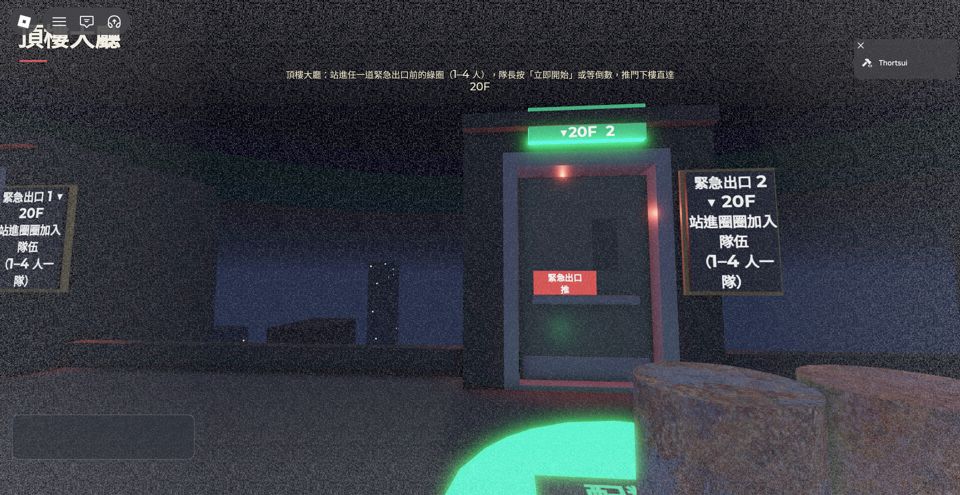 頂樓大廳
Thortsui
頂樓大廳：站進任一道緊急出口前的綠圈（1–4 人），隊長按「立即開始」或等倒數，推門下樓直達
20F
▼20F 2
緊急出口 1 ▼
20F
站進圈圈加入
隊伍
（1–4 人一
隊）
緊急出口 2
▼ 20F
站進圈圈加入
隊伍
（1–4 人一
隊）
緊急出口
推